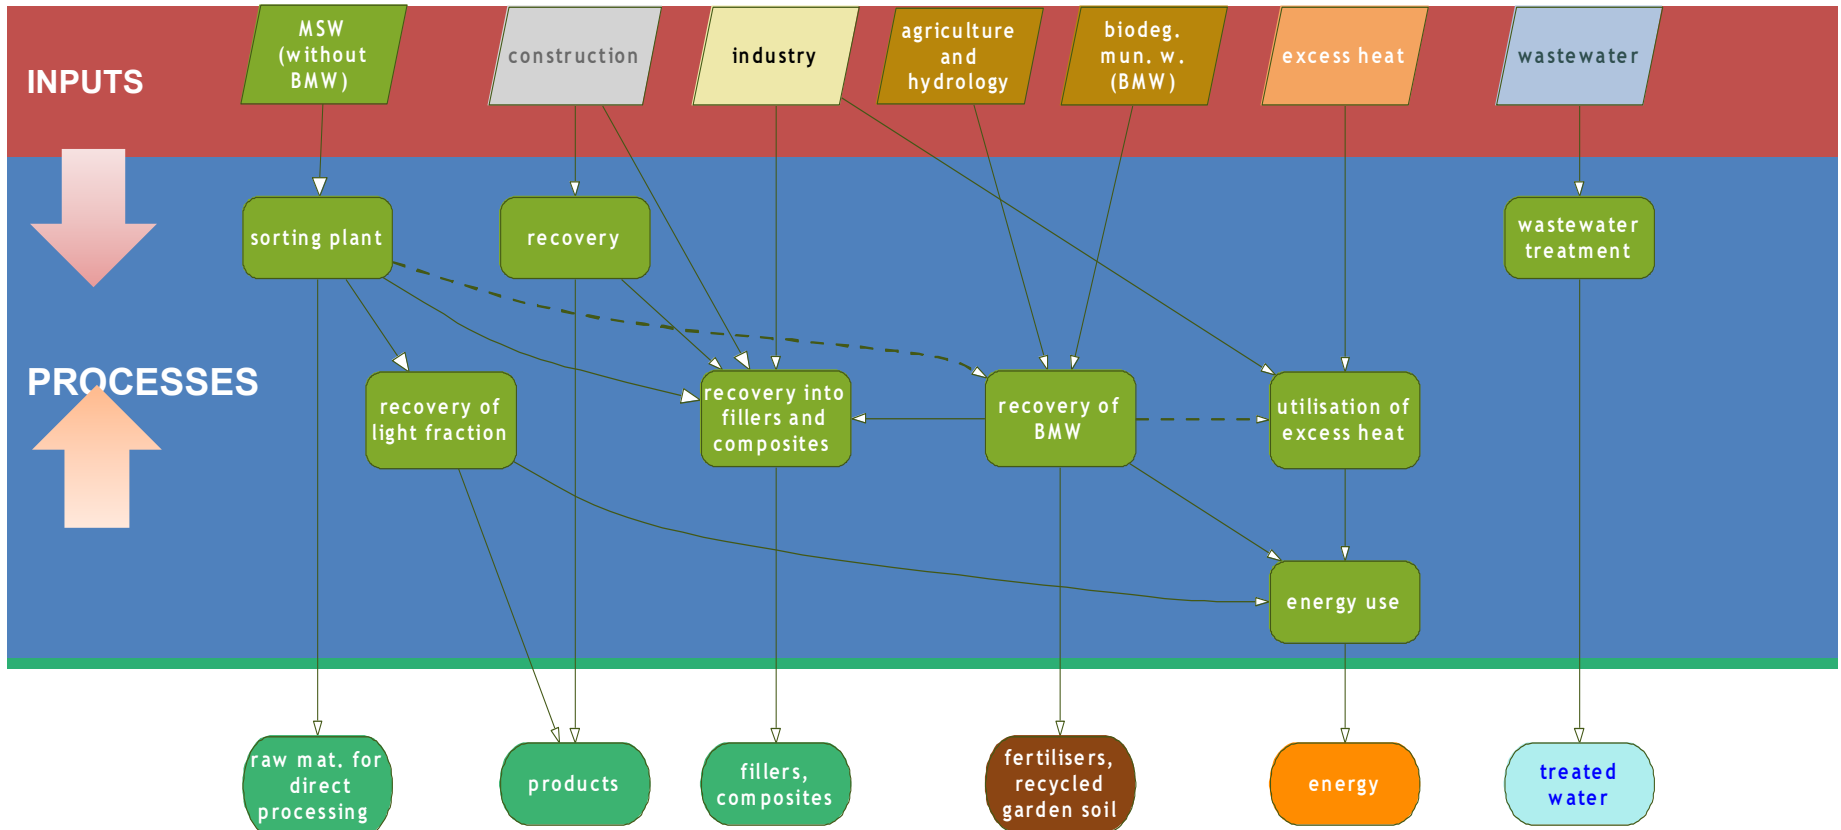 INPUTS
MSW
(without
BMW)
construction
industry
agriculture
and
hydrology
biodeg.
mun. w.
(BMW)
excess heat
wastewater
PROCESSES
sorting plant
recovery
wastewater
treatment
recovery of
light fraction
recovery into
fillers and
composites
recovery of
BMW
utilisation of
excess heat
energy use
raw mat. for
direct
processing
products
fillers,
composites
fertilisers,
recycled
garden soil
energy
treated
water